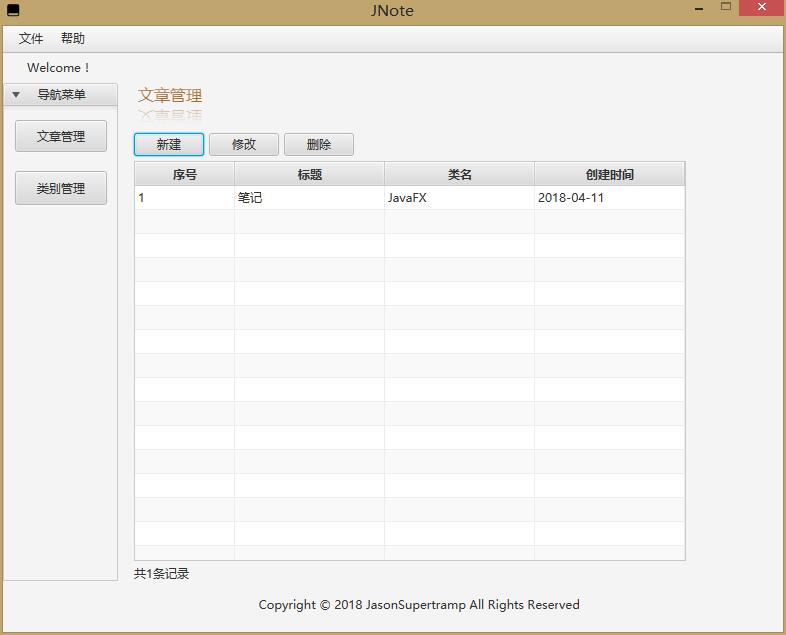 JNote
文件 帮助
Welcome !
导航菜单
文章管理
类别管理
文章管理
新建 修改 删除
序号 标题 类名 创建时间
1 笔记 JavaFX 2018-04-11
共1条记录
Copyright © 2018 JasonSupertramp All Rights Reserved